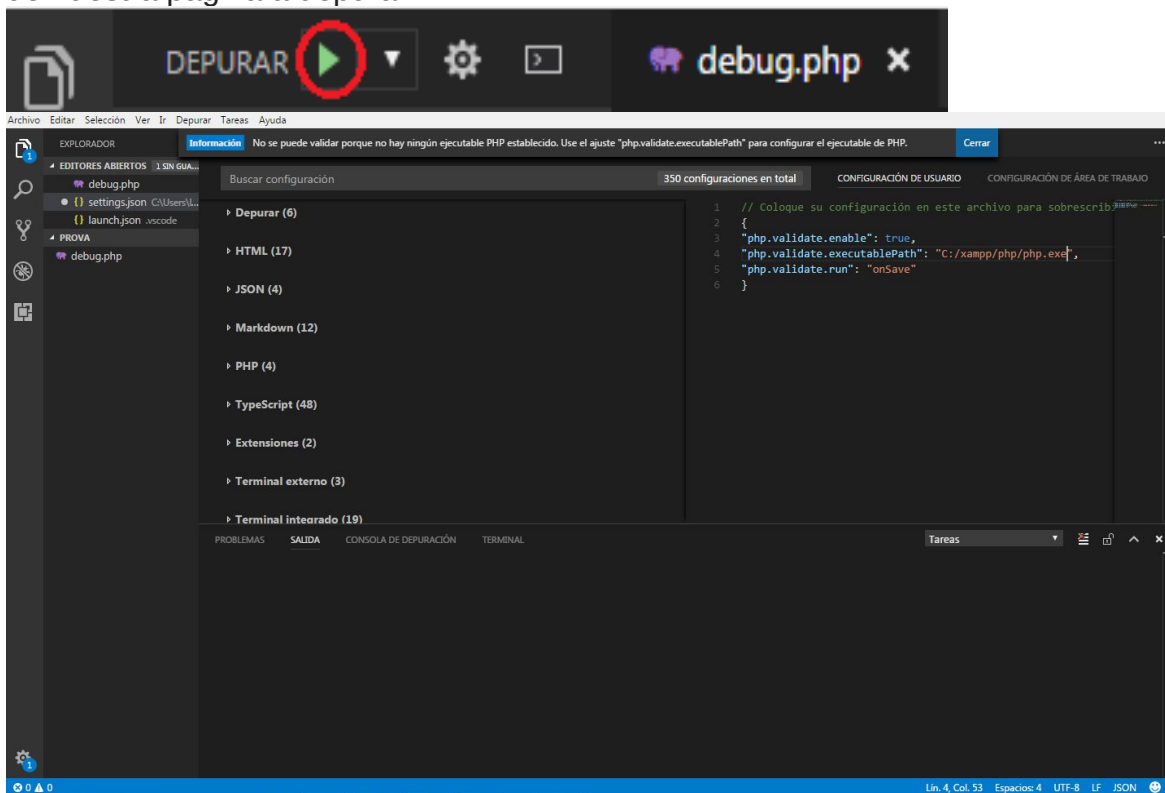 DEPURAR
debug.php
Archivo Editar Selección Ver Ir Depurar Tareas Ayuda
EXPLORADOR
Información No se puede validar porque no hay ningún ejecutable PHP establecido. Use el ajuste "php.validate.executablePath" para configurar el ejecutable de PHP. Cerrar
EDITORES ABIERTOS 1 SIN GUA...
debug.php
settings.json C:\Users\I...
launch.json .vscode
PROVA
debug.php
Buscar configuración 350 configuraciones en total
CONFIGURACIÓN DE USUARIO CONFIGURACIÓN DE ÁREA DE TRABAJO
Depurar (6)
HTML (17)
JSON (4)
Markdown (12)
PHP (4)
TypeScript (48)
Extensiones (2)
Terminal externo (3)
Terminal integrado (19)
1 // Coloque su configuración en este archivo para sobrescrib
2 {
3 "php.validate.enable": true,
4 "php.validate.executablePath": "C:/xampp/php/php.exe",
5 "php.validate.run": "onSave"
6 }
PROBLEMAS SALIDA CONSOLA DE DEPURACIÓN TERMINAL Tareas
0 0 Lín. 4, Col. 53 Espacios: 4 UTF-8 LF JSON